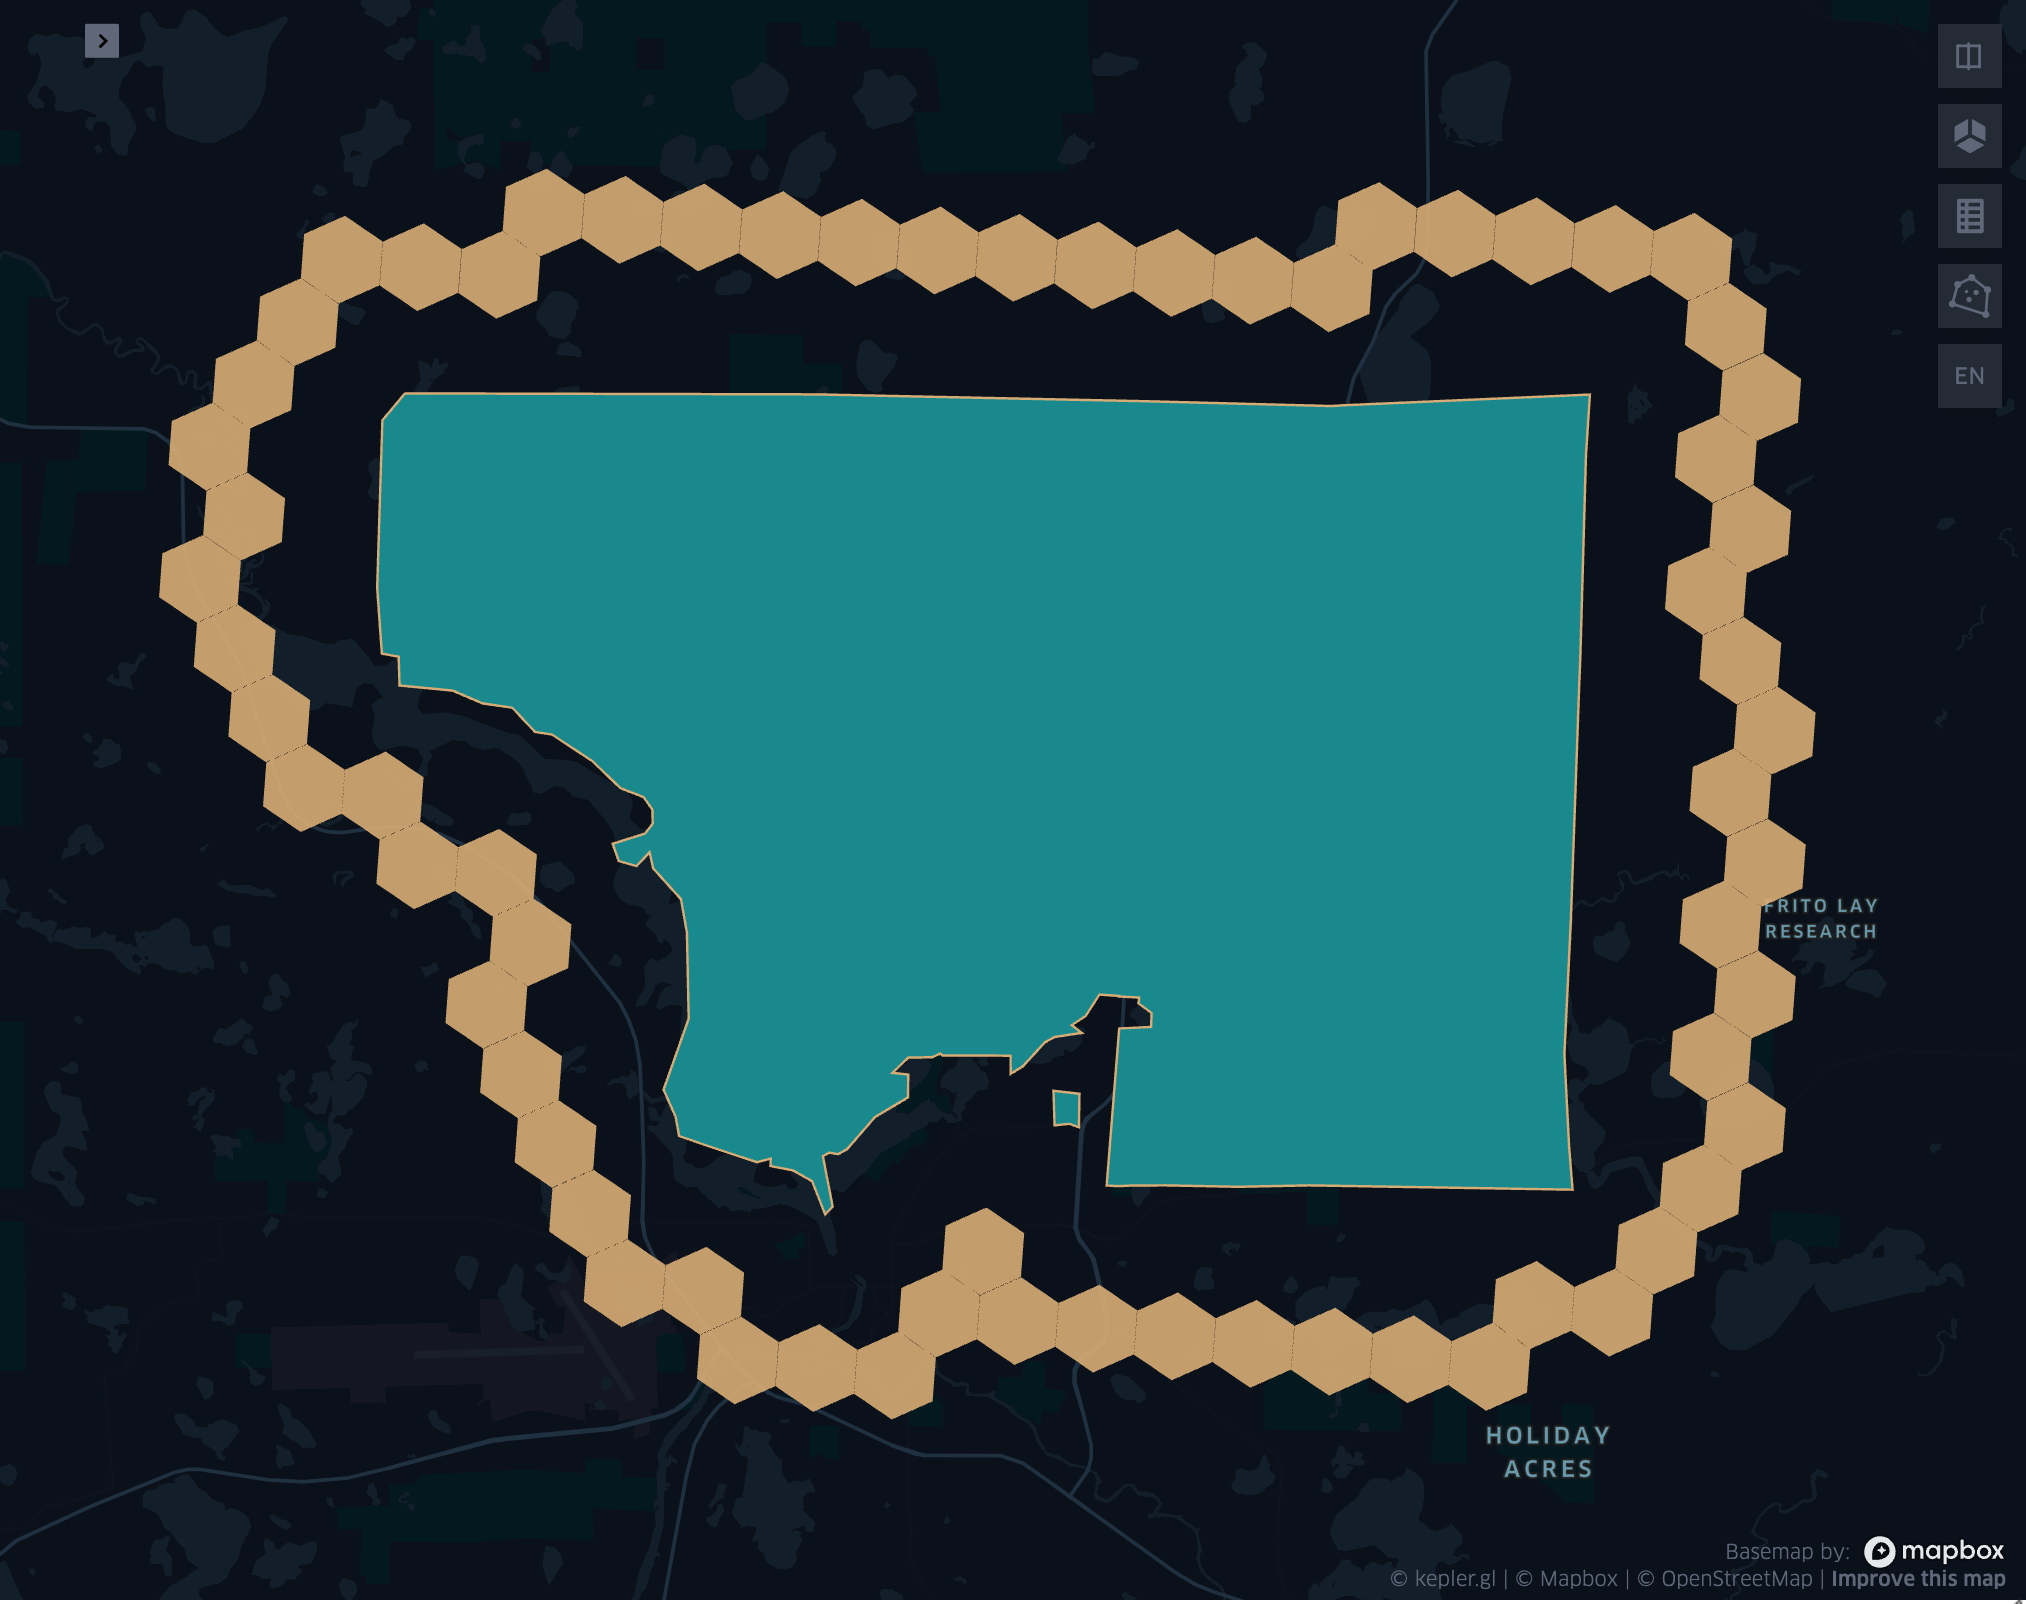 EN
FRITO LAY
RESEARCH
HOLIDAY
ACRES
Basemap by: mapbox
© kepler.gl | © Mapbox | © OpenStreetMap | Improve this map